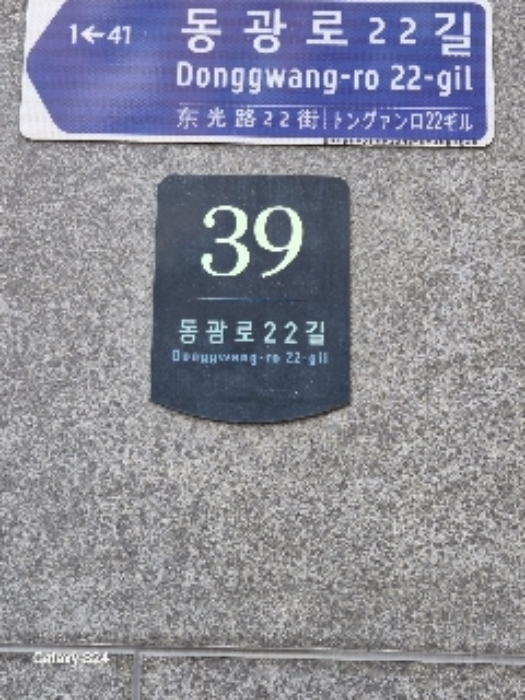 1←41 동광로22길
Donggwang-ro 22-gil
东光路22街 | トングァンロ22ギル
39
동광로22길
Donggwang-ro 22-gil
Galaxy S24